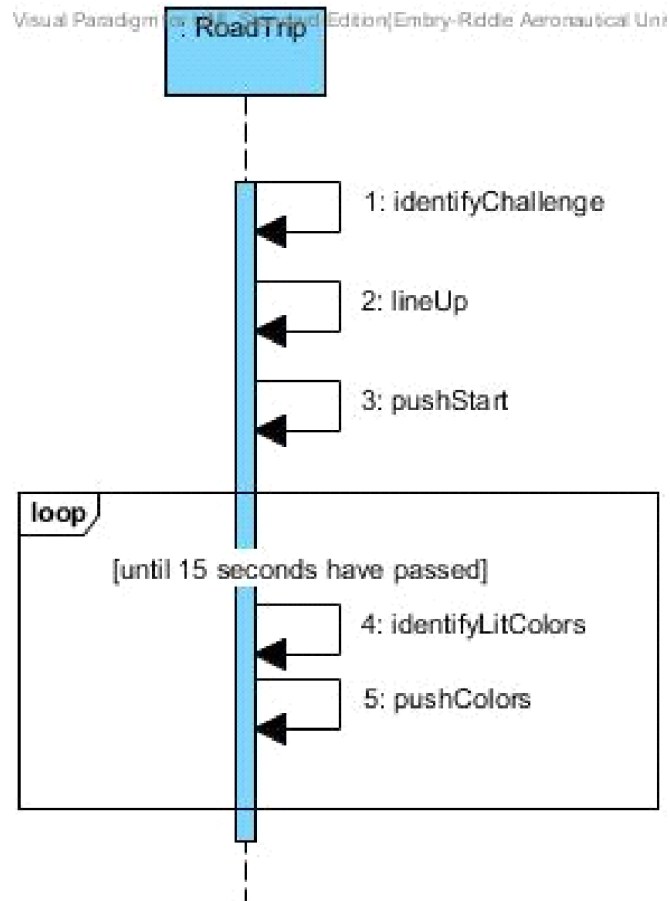 Visual Paradigm Standard Edition(Embry-Riddle Aeronautical
: RoadTrip
1: identifyChallenge
2: lineUp
3: pushStart
loop
[until 15 seconds have passed]
4: identifyLitColors
5: pushColors